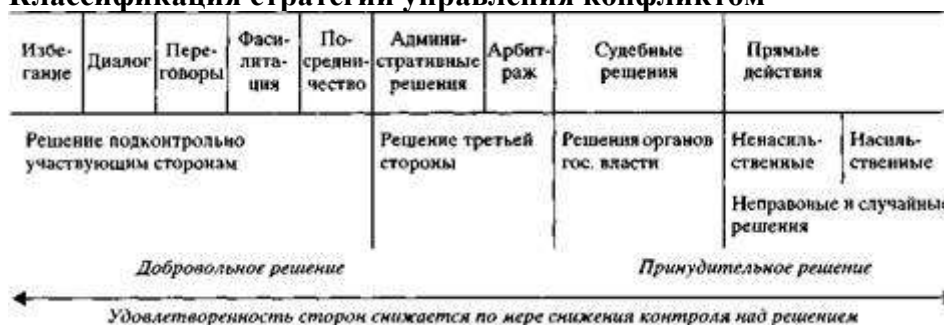 Классификация стратегий управления конфликтом
Избе-
гание
Диалог
Пере-
говоры
Фаси-
лита-
ция
По-
средни-
чество
Админи-
стративные
решения
Арбит-
раж
Судебные
решения
Прямые
действия
Решение подконтрольно
участвующим сторонам
Решение третьей
стороны
Решения органов
гос. власти
Ненасиль-
ственные
Насиль-
ственные
Неправовые и случайные
решения
Добровольное решение
Принудительное решение
Удовлетворенность сторон снижается по мере снижения контроля над решением